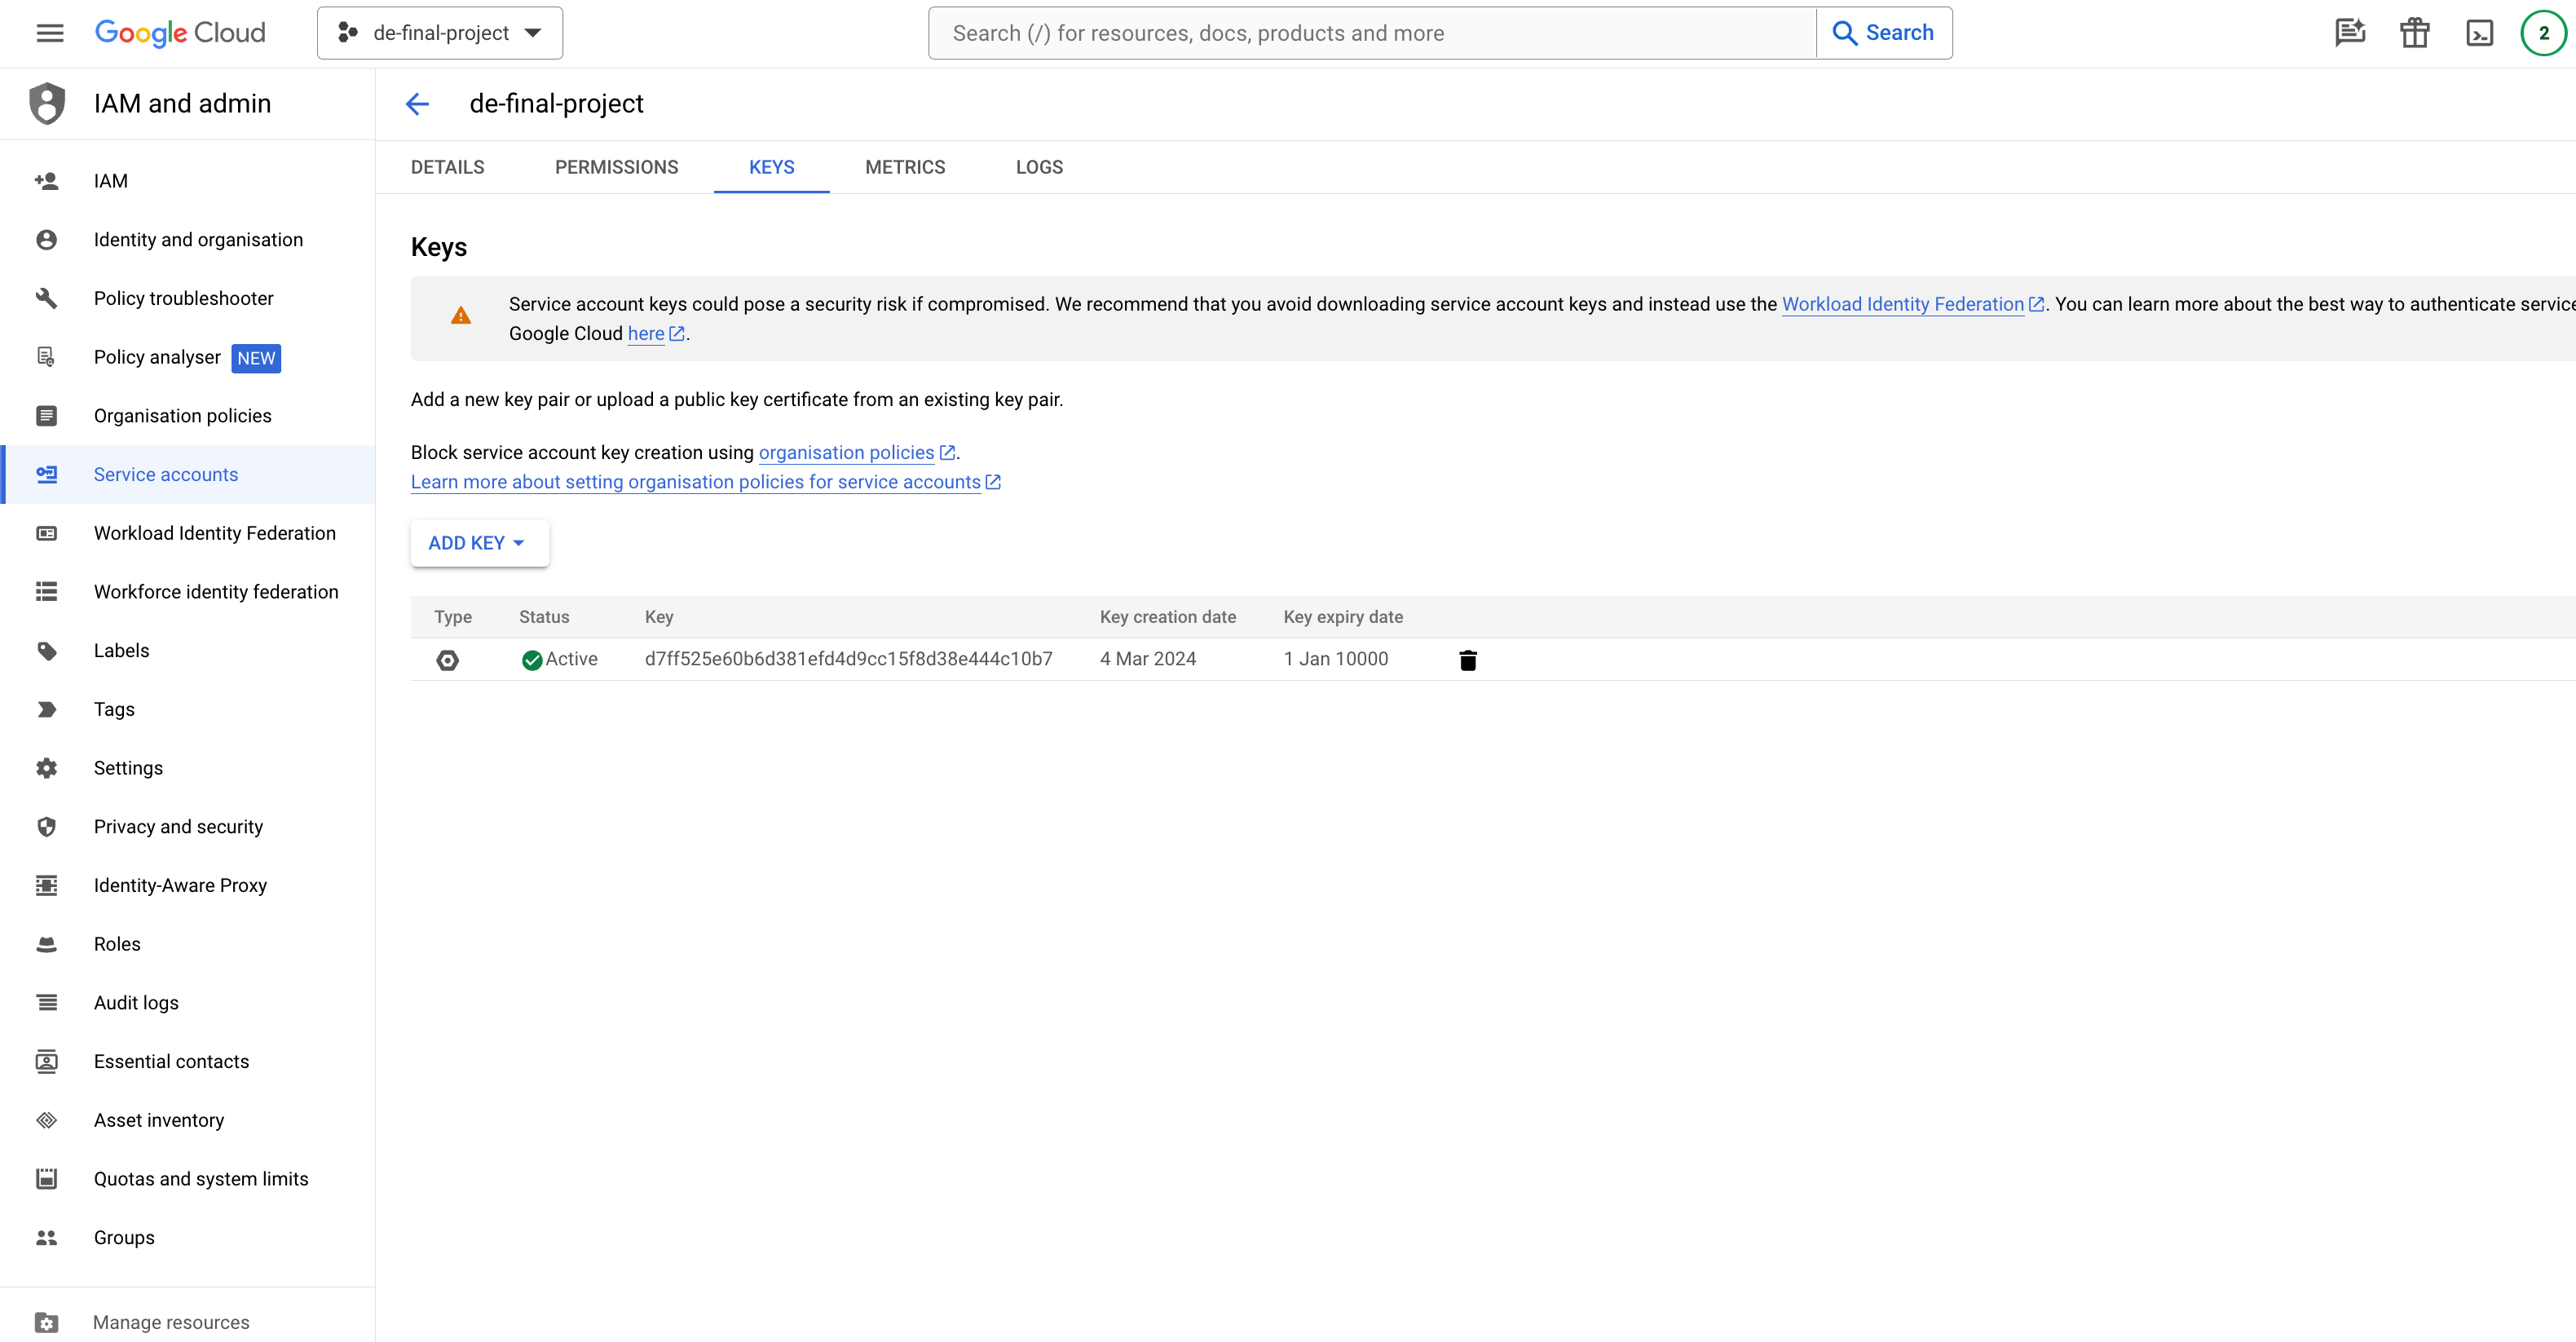 Google Cloud
de-final-project
Search (/) for resources, docs, products and more
Search
2
IAM and admin
IAM
Identity and organisation
Policy troubleshooter
Policy analyser NEW
Organisation policies
Service accounts
Workload Identity Federation
Workforce identity federation
Labels
Tags
Settings
Privacy and security
Identity-Aware Proxy
Roles
Audit logs
Essential contacts
Asset inventory
Quotas and system limits
Groups
Manage resources
de-final-project
DETAILS PERMISSIONS KEYS METRICS LOGS
Keys
Service account keys could pose a security risk if compromised. We recommend that you avoid downloading service account keys and instead use the Workload Identity Federation. You can learn more about the best way to authenticate service
Google Cloud here.
Add a new key pair or upload a public key certificate from an existing key pair.
Block service account key creation using organisation policies.
Learn more about setting organisation policies for service accounts
ADD KEY
Type Status Key Key creation date Key expiry date
Active d7ff525e60b6d381efd4d9cc15f8d38e444c10b7 4 Mar 2024 1 Jan 10000